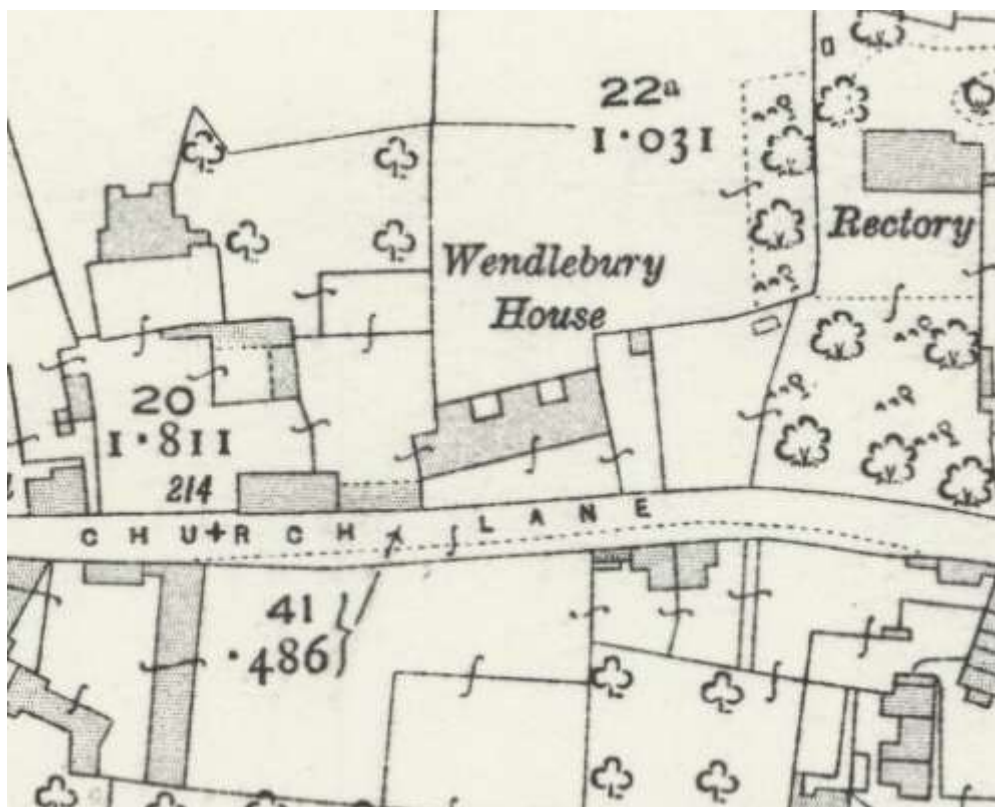 22a
1·031
Rectory
Wendlebury
House
20
1·811
214
CHURCH LANE
41
·486